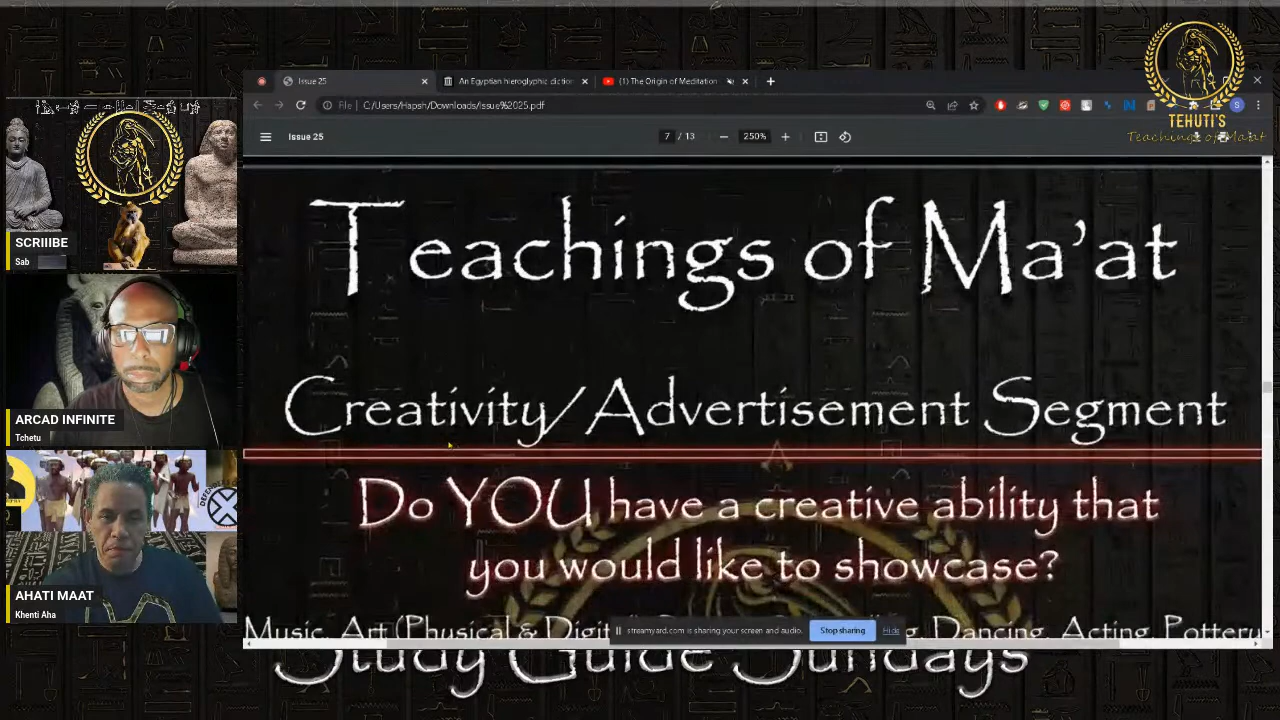 Issue 25
An Egyptian hieroglyphic diction
(1) The Origin of Meditation
File
C:/Users/Hapsh/Downloads/Issue%2025.pdf
S
Issue 25
7 / 13
250%
TEHUTI'S
Teachings of Ma'at
SCRIIIBE
Sab
ARCAD INFINITE
Tchetu
AHATI MAAT
Khenti Aha
Teachings of Ma'at
Creativity/Advertisement Segment
Do YOU have a creative ability that
you would like to showcase?
Music, Art (Physical & Digit
g, Dancing, Acting, Pottery
streamyard.com is sharing your screen and audio.
Stop sharing
Hide
Study Guide Sundays